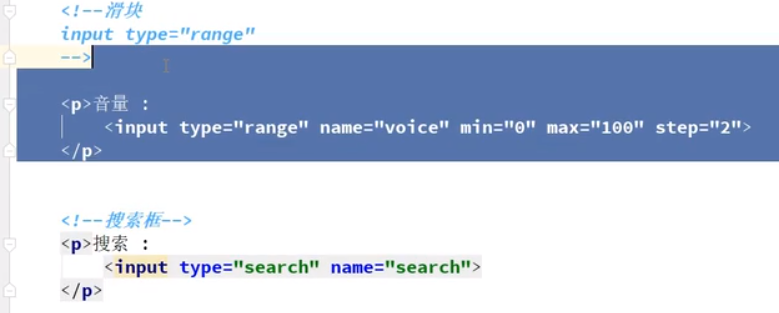 <!--滑块
input type="range"
-->
<p>音量 :
<input type="range" name="voice" min="0" max="100" step="2">
</p>
<!--搜索框-->
<p>搜索 :
<input type="search" name="search">
</p>